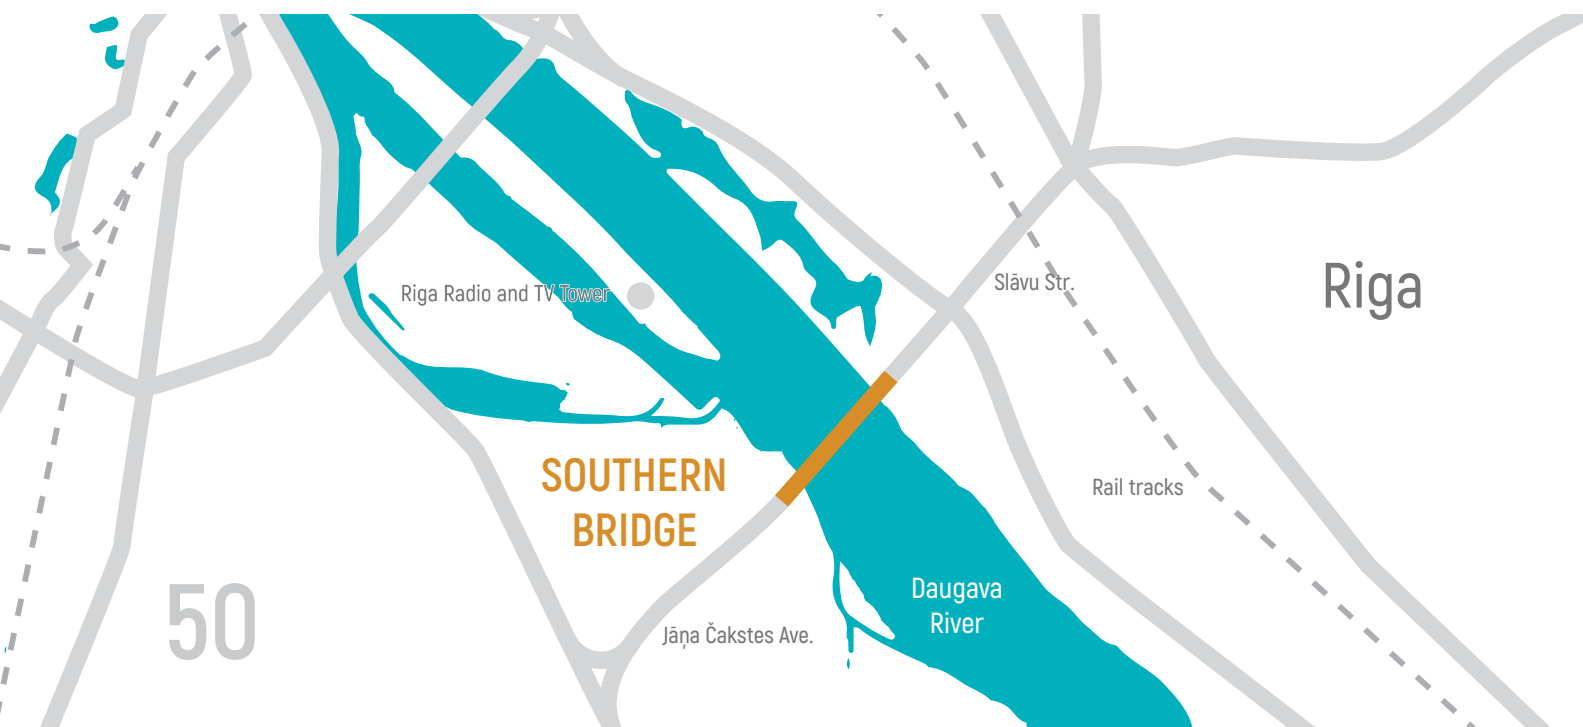 Riga Radio and TV Tower
Slāvu Str.
Riga
SOUTHERN
BRIDGE
Rail tracks
50
Daugava
River
Jāņa Čakstes Ave.